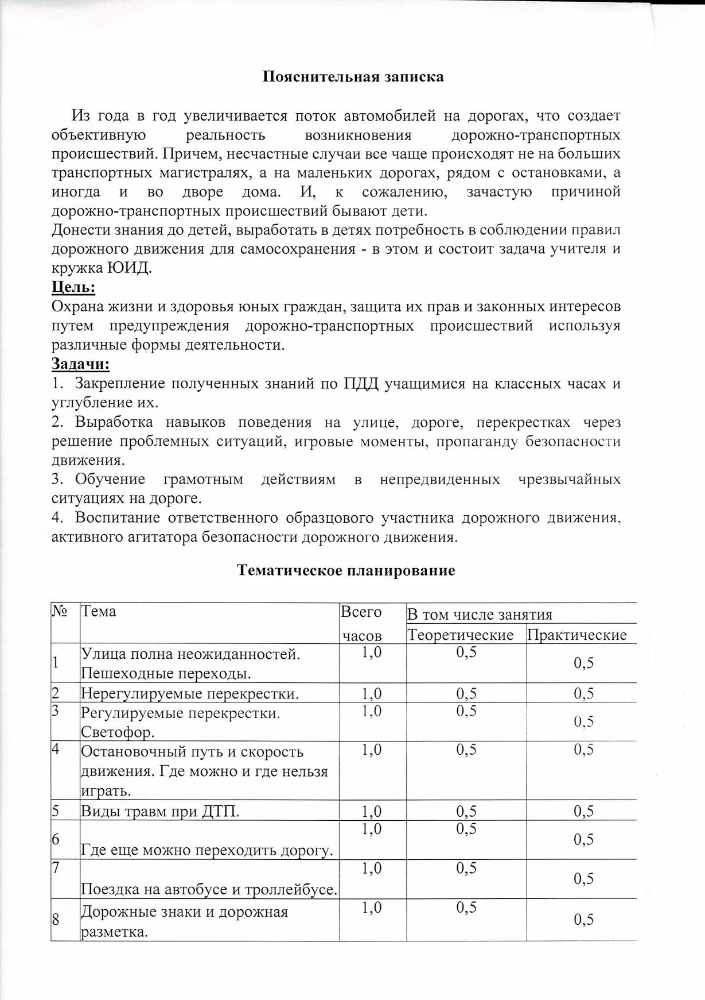 Пояснительная записка
Из года в год увеличивается поток автомобилей на дорогах, что создает
объективную реальность возникновения дорожно-транспортных
происшествий. Причем, несчастные случаи все чаще происходят не на больших
транспортных магистралях, а на маленьких дорогах, рядом с остановками, а
иногда и во дворе дома. И, к сожалению, зачастую причиной
дорожно-транспортных происшествий бывают дети.
Донести знания до детей, выработать в детях потребность в соблюдении правил
дорожного движения для самосохранения - в этом и состоит задача учителя и
кружка ЮИД.
Цель:
Охрана жизни и здоровья юных граждан, защита их прав и законных интересов
путем предупреждения дорожно-транспортных происшествий используя
различные формы деятельности.
Задачи:
1. Закрепление полученных знаний по ПДД учащимися на классных часах и
углубление их.
2. Выработка навыков поведения на улице, дороге, перекрестках через
решение проблемных ситуаций, игровые моменты, пропаганду безопасности
движения.
3. Обучение грамотным действиям в непредвиденных чрезвычайных
ситуациях на дороге.
4. Воспитание ответственного образцового участника дорожного движения,
активного агитатора безопасности дорожного движения.
Тематическое планирование
№ Тема Всего В том числе занятия
часов Теоретические Практические
1 Улица полна неожиданностей. 1,0 0,5 0,5
Пешеходные переходы.
2 Нерегулируемые перекрестки. 1,0 0,5 0,5
3 Регулируемые перекрестки. 1,0 0,5 0,5
Светофор.
4 Остановочный путь и скорость 1,0 0,5 0,5
движения. Где можно и где нельзя
играть.
5 Виды травм при ДТП. 1,0 0,5 0,5
6 Где еще можно переходить дорогу. 1,0 0,5 0,5
7 Поездка на автобусе и троллейбусе. 1,0 0,5 0,5
8 Дорожные знаки и дорожная 1,0 0,5 0,5
разметка.